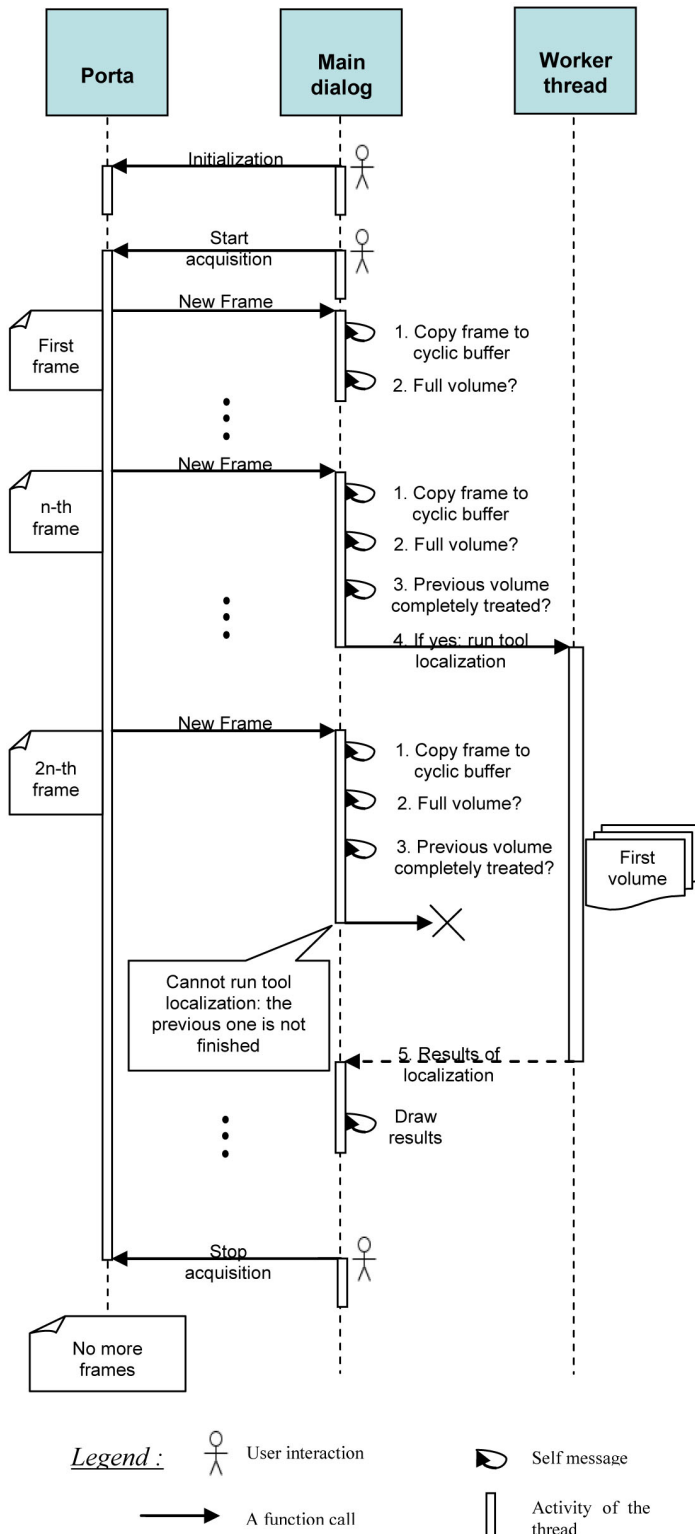 Porta
Main
dialog
Worker
thread
Initialization
Start
acquisition
New Frame
First
frame
1. Copy frame to
cyclic buffer
2. Full volume?
New Frame
n-th
frame
1. Copy frame to
cyclic buffer
2. Full volume?
3. Previous volume
completely treated?
4. If yes: run tool
localization
New Frame
2n-th
frame
1. Copy frame to
cyclic buffer
2. Full volume?
3. Previous volume
completely treated?
First
volume
Cannot run tool
localization: the
previous one is not
finished
5. Results of
localization
Draw
results
Stop
acquisition
No more
frames
Legend :
User interaction
Self message
A function call
Activity of the
thread